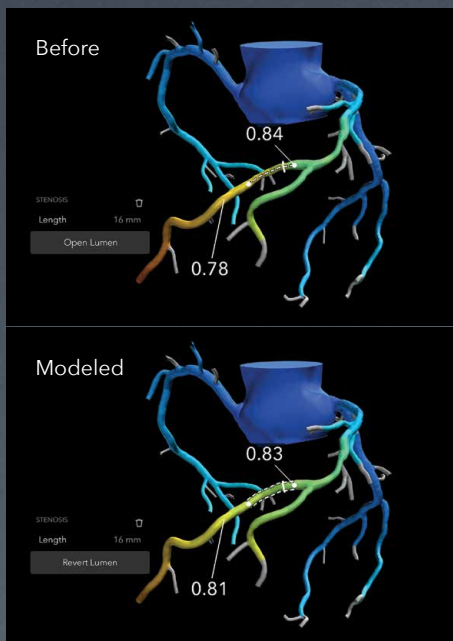 Before
0.84
STENOSIS
Length 16 mm
Open Lumen
0.78
Modeled
0.83
STENOSIS
Length 16 mm
Revert Lumen
0.81